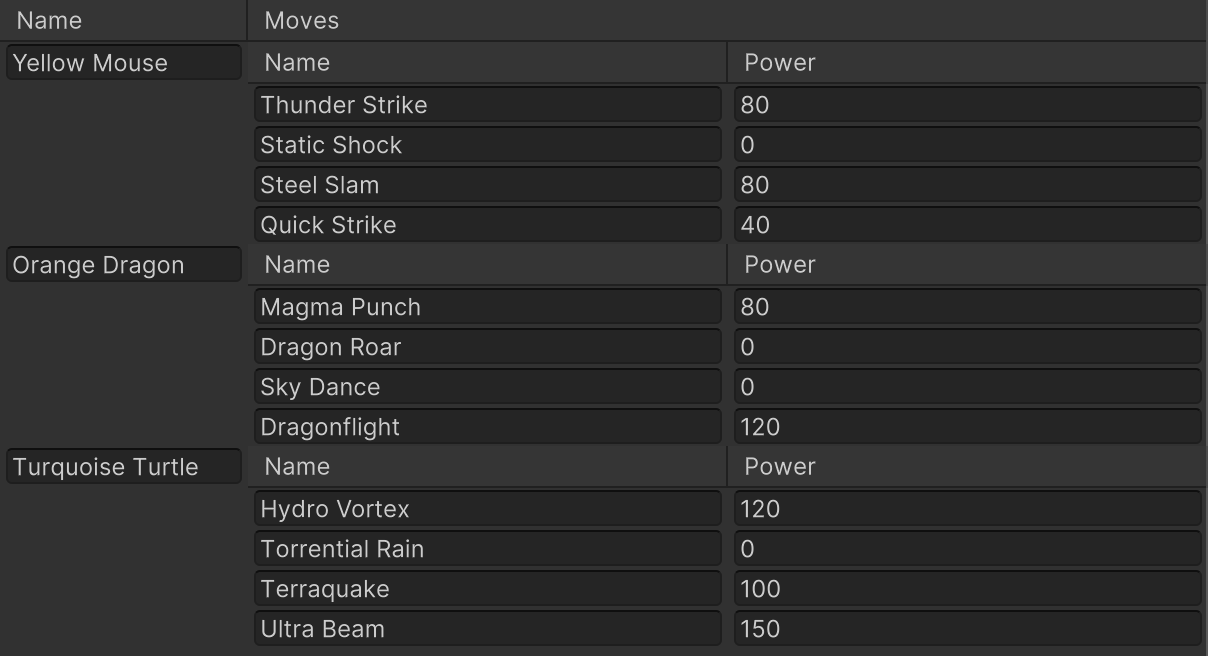 Name Moves
Yellow Mouse Name Power
Thunder Strike 80
Static Shock 0
Steel Slam 80
Quick Strike 40
Orange Dragon Name Power
Magma Punch 80
Dragon Roar 0
Sky Dance 0
Dragonflight 120
Turquoise Turtle Name Power
Hydro Vortex 120
Torrential Rain 0
Terraquake 100
Ultra Beam 150